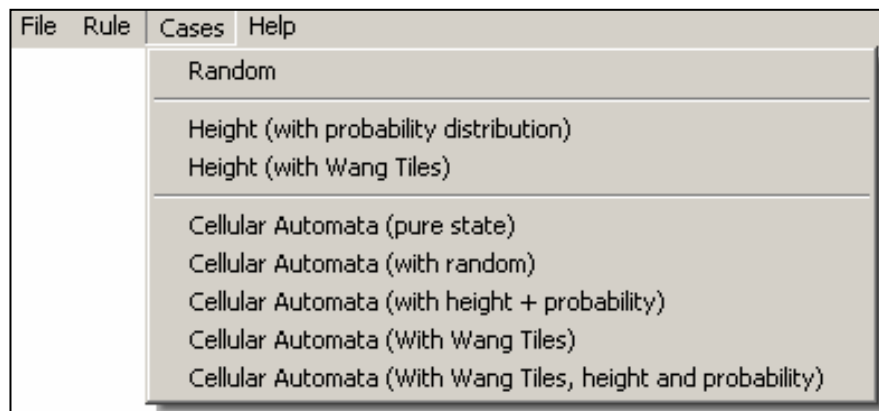 File Rule Cases Help
Random
Height (with probability distribution)
Height (with Wang Tiles)
Cellular Automata (pure state)
Cellular Automata (with random)
Cellular Automata (with height + probability)
Cellular Automata (With Wang Tiles)
Cellular Automata (With Wang Tiles, height and probability)